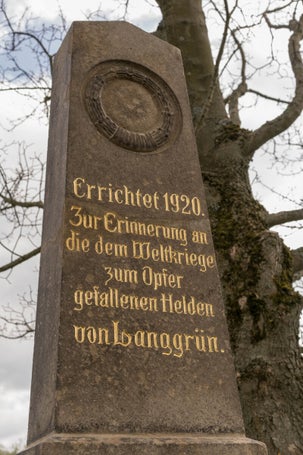 Errichtet 1920.
Zur Erinnerung an
die dem Weltkriege
zum Opfer
gefallenen Helden
von Langgrün.